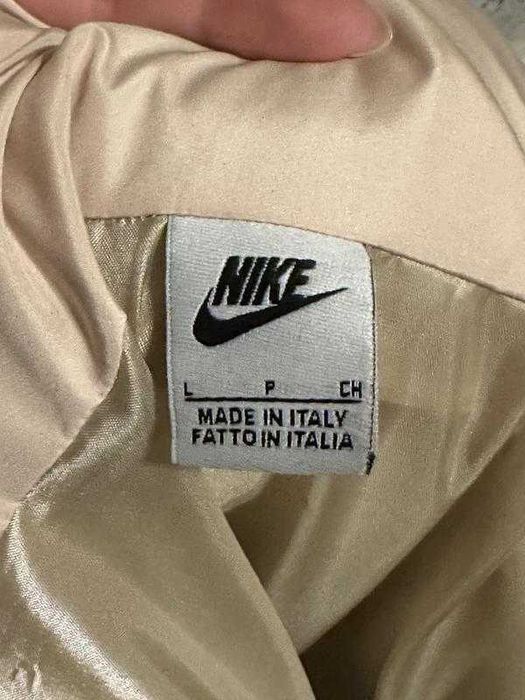 NIKE
L P CH
MADE IN ITALY
FATTO IN ITALIA